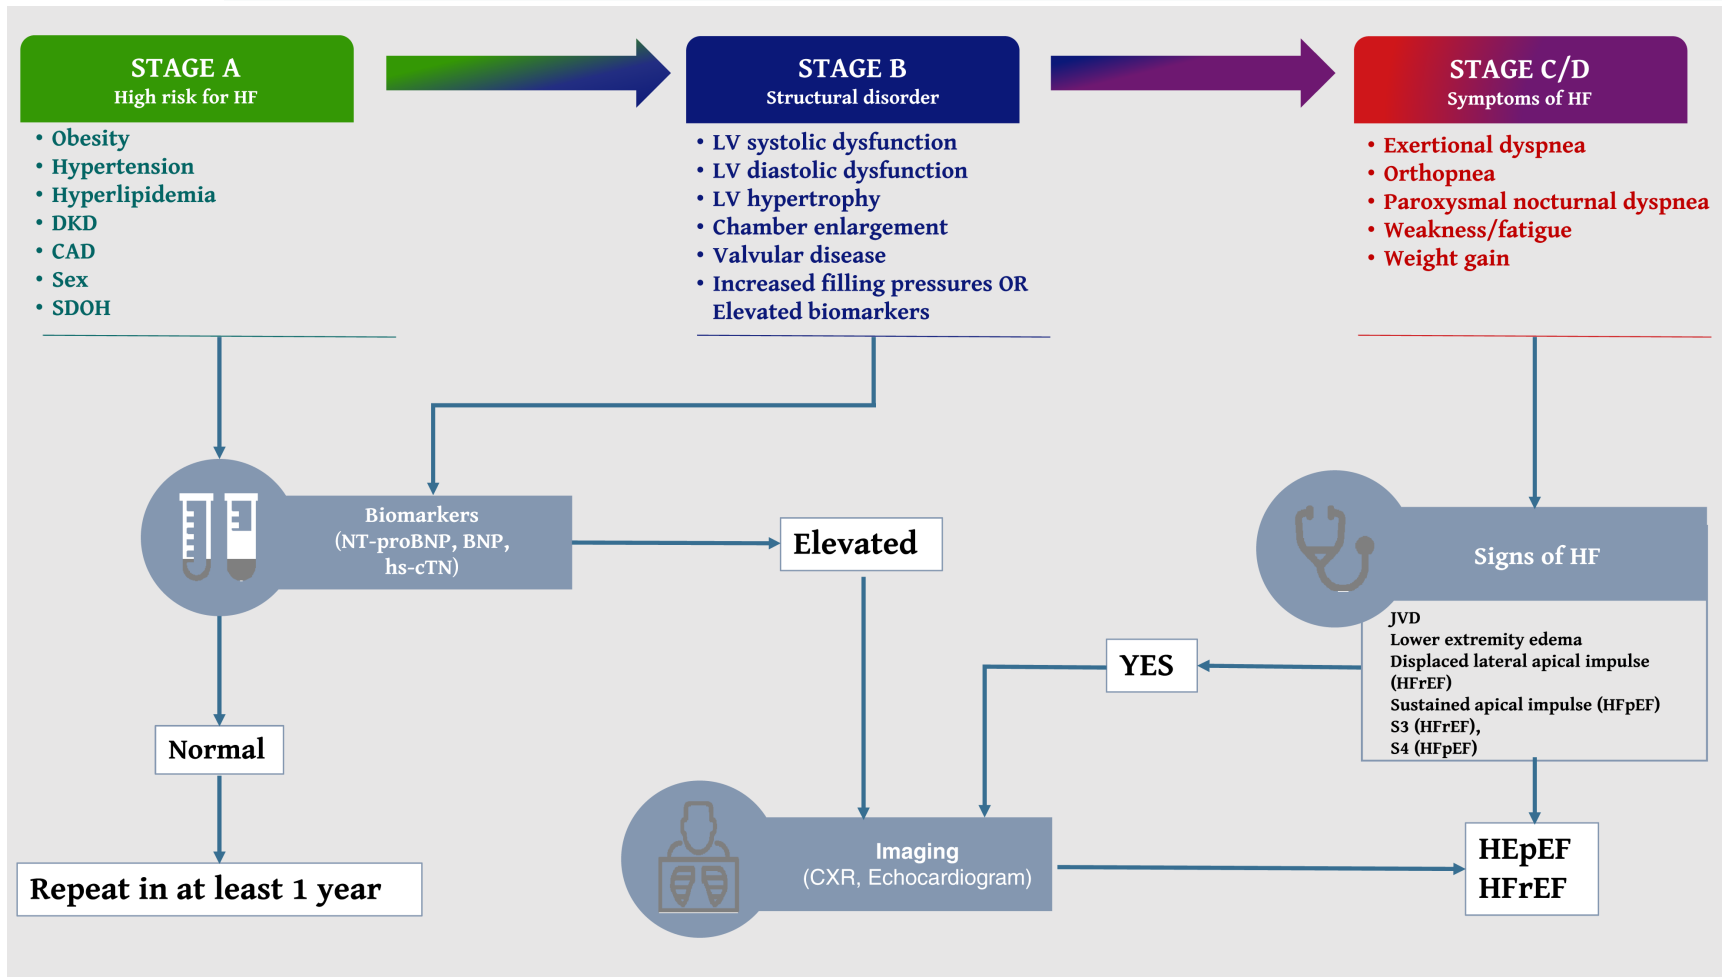 STAGE A
High risk for HF
• Obesity
• Hypertension
• Hyperlipidemia
• DKD
• CAD
• Sex
• SDOH
STAGE B
Structural disorder
• LV systolic dysfunction
• LV diastolic dysfunction
• LV hypertrophy
• Chamber enlargement
• Valvular disease
• Increased filling pressures OR
Elevated biomarkers
STAGE C/D
Symptoms of HF
• Exertional dyspnea
• Orthopnea
• Paroxysmal nocturnal dyspnea
• Weakness/fatigue
• Weight gain
Biomarkers
(NT-proBNP, BNP,
hs-cTN)
Elevated
Signs of HF
JVD
Lower extremity edema
Displaced lateral apical impulse
(HFrEF)
Sustained apical impulse (HFpEF)
S3 (HFrEF),
S4 (HFpEF)
YES
Normal
Repeat in at least 1 year
Imaging
(CXR, Echocardiogram)
HEpEF
HFrEF